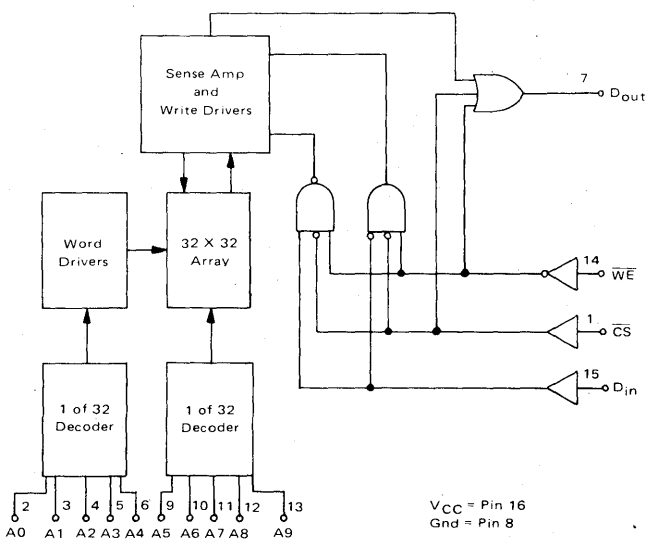 Sense Amp
and
Write Drivers
7
Dout
Word
Drivers
32 X 32
Array
14
WE
1
CS
15
Din
1 of 32
Decoder
1 of 32
Decoder
2
3
4
5
6
9
10
11
12
13
A0
A1
A2
A3
A4
A5
A6
A7
A8
A9
VCC = Pin 16
Gnd = Pin 8